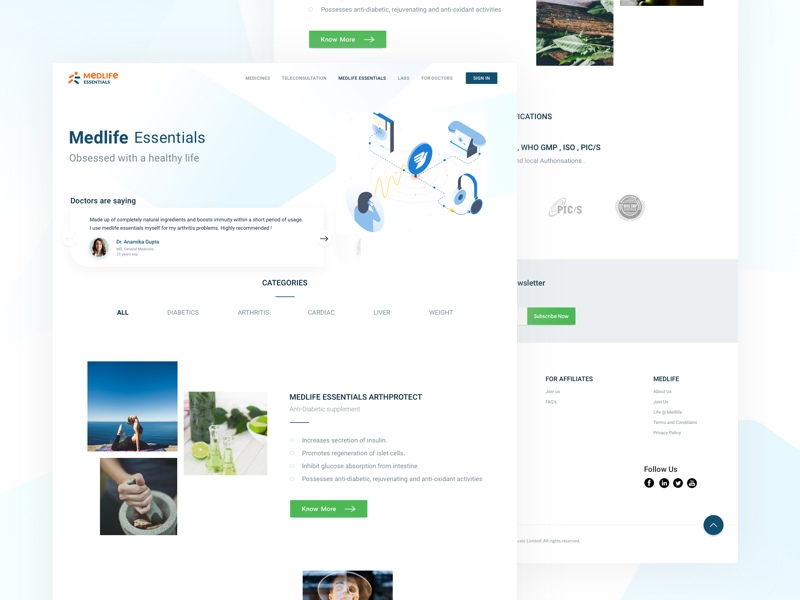 MEDLIFE
ESSENTIALS
MEDICINES TELECONSULTATION MEDLIFE ESSENTIALS LABS FOR DOCTORS SIGN IN
Medlife Essentials
Obsessed with a healthy life
Doctors are saying
Made up of completely natural ingredients and boosts immunity within a short period of usage.
I use medlife essentials myself for my arthritis problems. Highly recommended !
Dr. Anamika Gupta
MD General Medicine
25 years exp
CATEGORIES
ALL DIABETICS ARTHRITIS CARDIAC LIVER WEIGHT
MEDLIFE ESSENTIALS ARTHPROTECT
Anti-Diabetic supplement
Increases secretion of insulin.
Promotes regeneration of islet cells.
Inhibit glucose absorption from intestine.
Possesses anti-diabetic, rejuvenating and anti-oxidant activities
Know More
Possesses anti-diabetic, rejuvenating and anti-oxidant activities
Know More
ICATIONS
, WHO GMP , ISO , PIC/S
nd local Authorisations .
PIC/S
wsletter
Subscribe Now
FOR AFFILIATES
Join us
FAQ's
MEDLIFE
About Us
Join Us
Life @ Medlife
Terms and Conditions
Privacy Policy
Follow Us
Limited. All rights reserved.